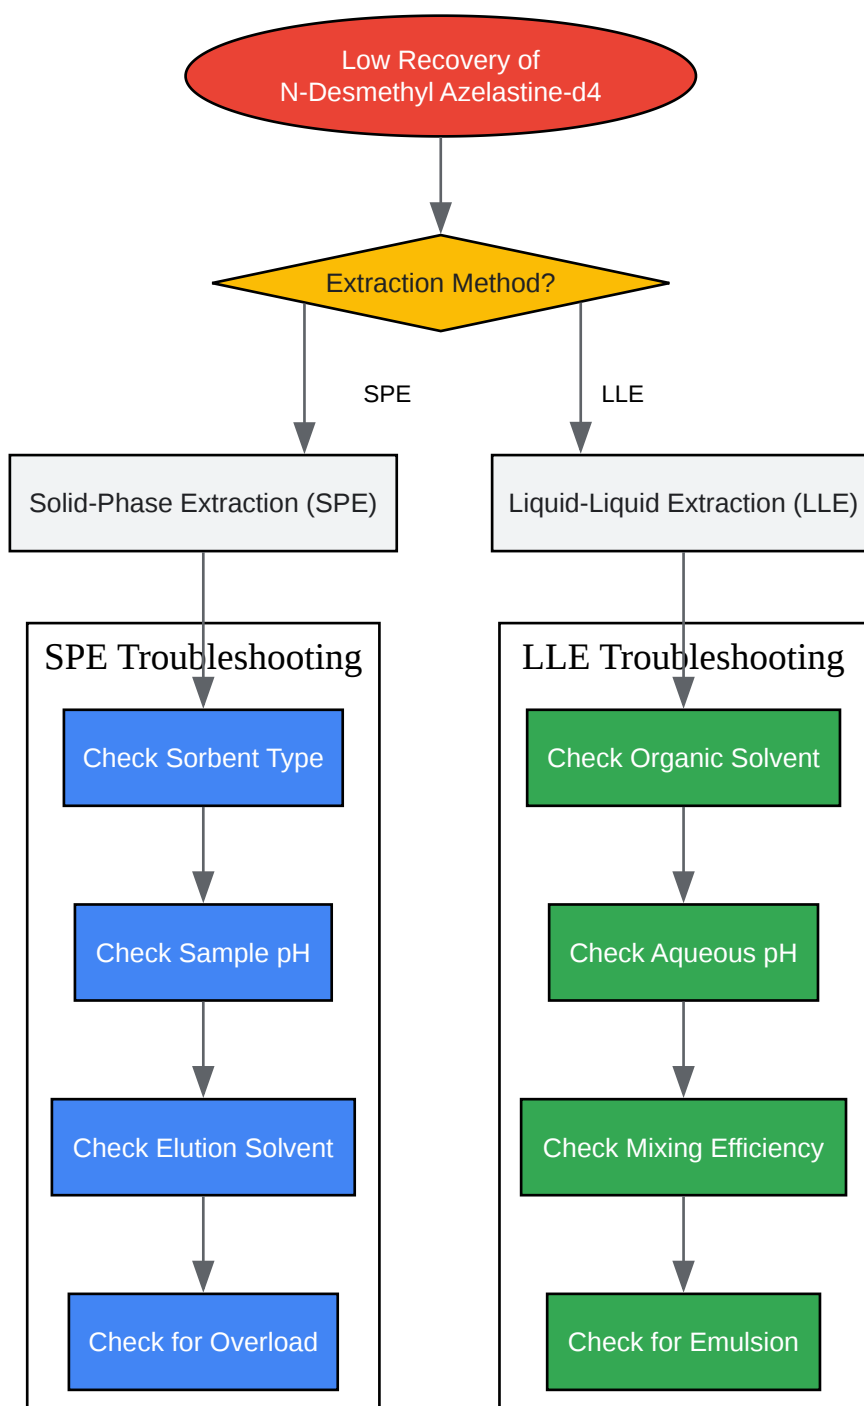 Low Recovery of
N-Desmethyl Azelastine-d4
Extraction Method?
SPE
LLE
Solid-Phase Extraction (SPE)
Liquid-Liquid Extraction (LLE)
SPE Troubleshooting
LLE Troubleshooting
Check Sorbent Type
Check Organic Solvent
Check Sample pH
Check Aqueous pH
Check Elution Solvent
Check Mixing Efficiency
Check for Overload
Check for Emulsion